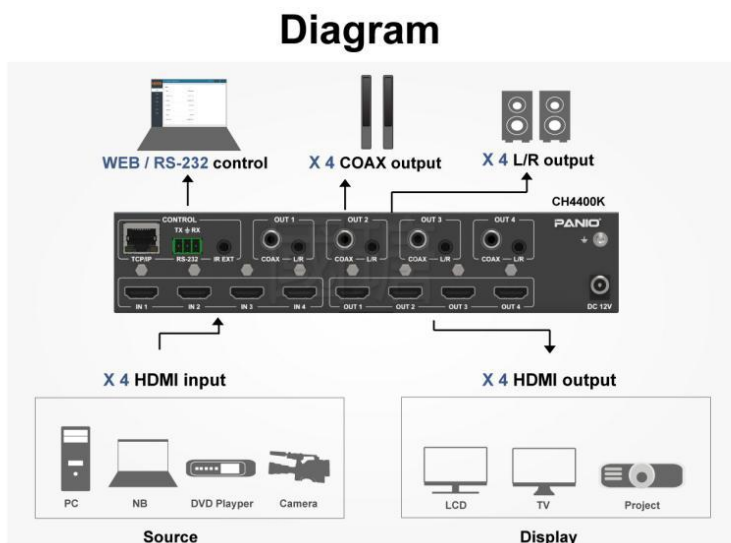 Diagram
WEB / RS-232 control
X 4 COAX output
X 4 L/R output
CH4400K
CONTROL
OUT 1
OUT 2
OUT 3
OUT 4
PANIO
TX RX
TCP/IP
RS-232
IR EXT
COAX — L/R
COAX — L/R
COAX — L/R
COAX — L/R
IN 1
IN 2
IN 3
IN 4
OUT 1
OUT 2
OUT 3
OUT 4
DC 12V
X 4 HDMI input
X 4 HDMI output
PC
NB
DVD Playper
Camera
LCD
TV
Project
Source
Display